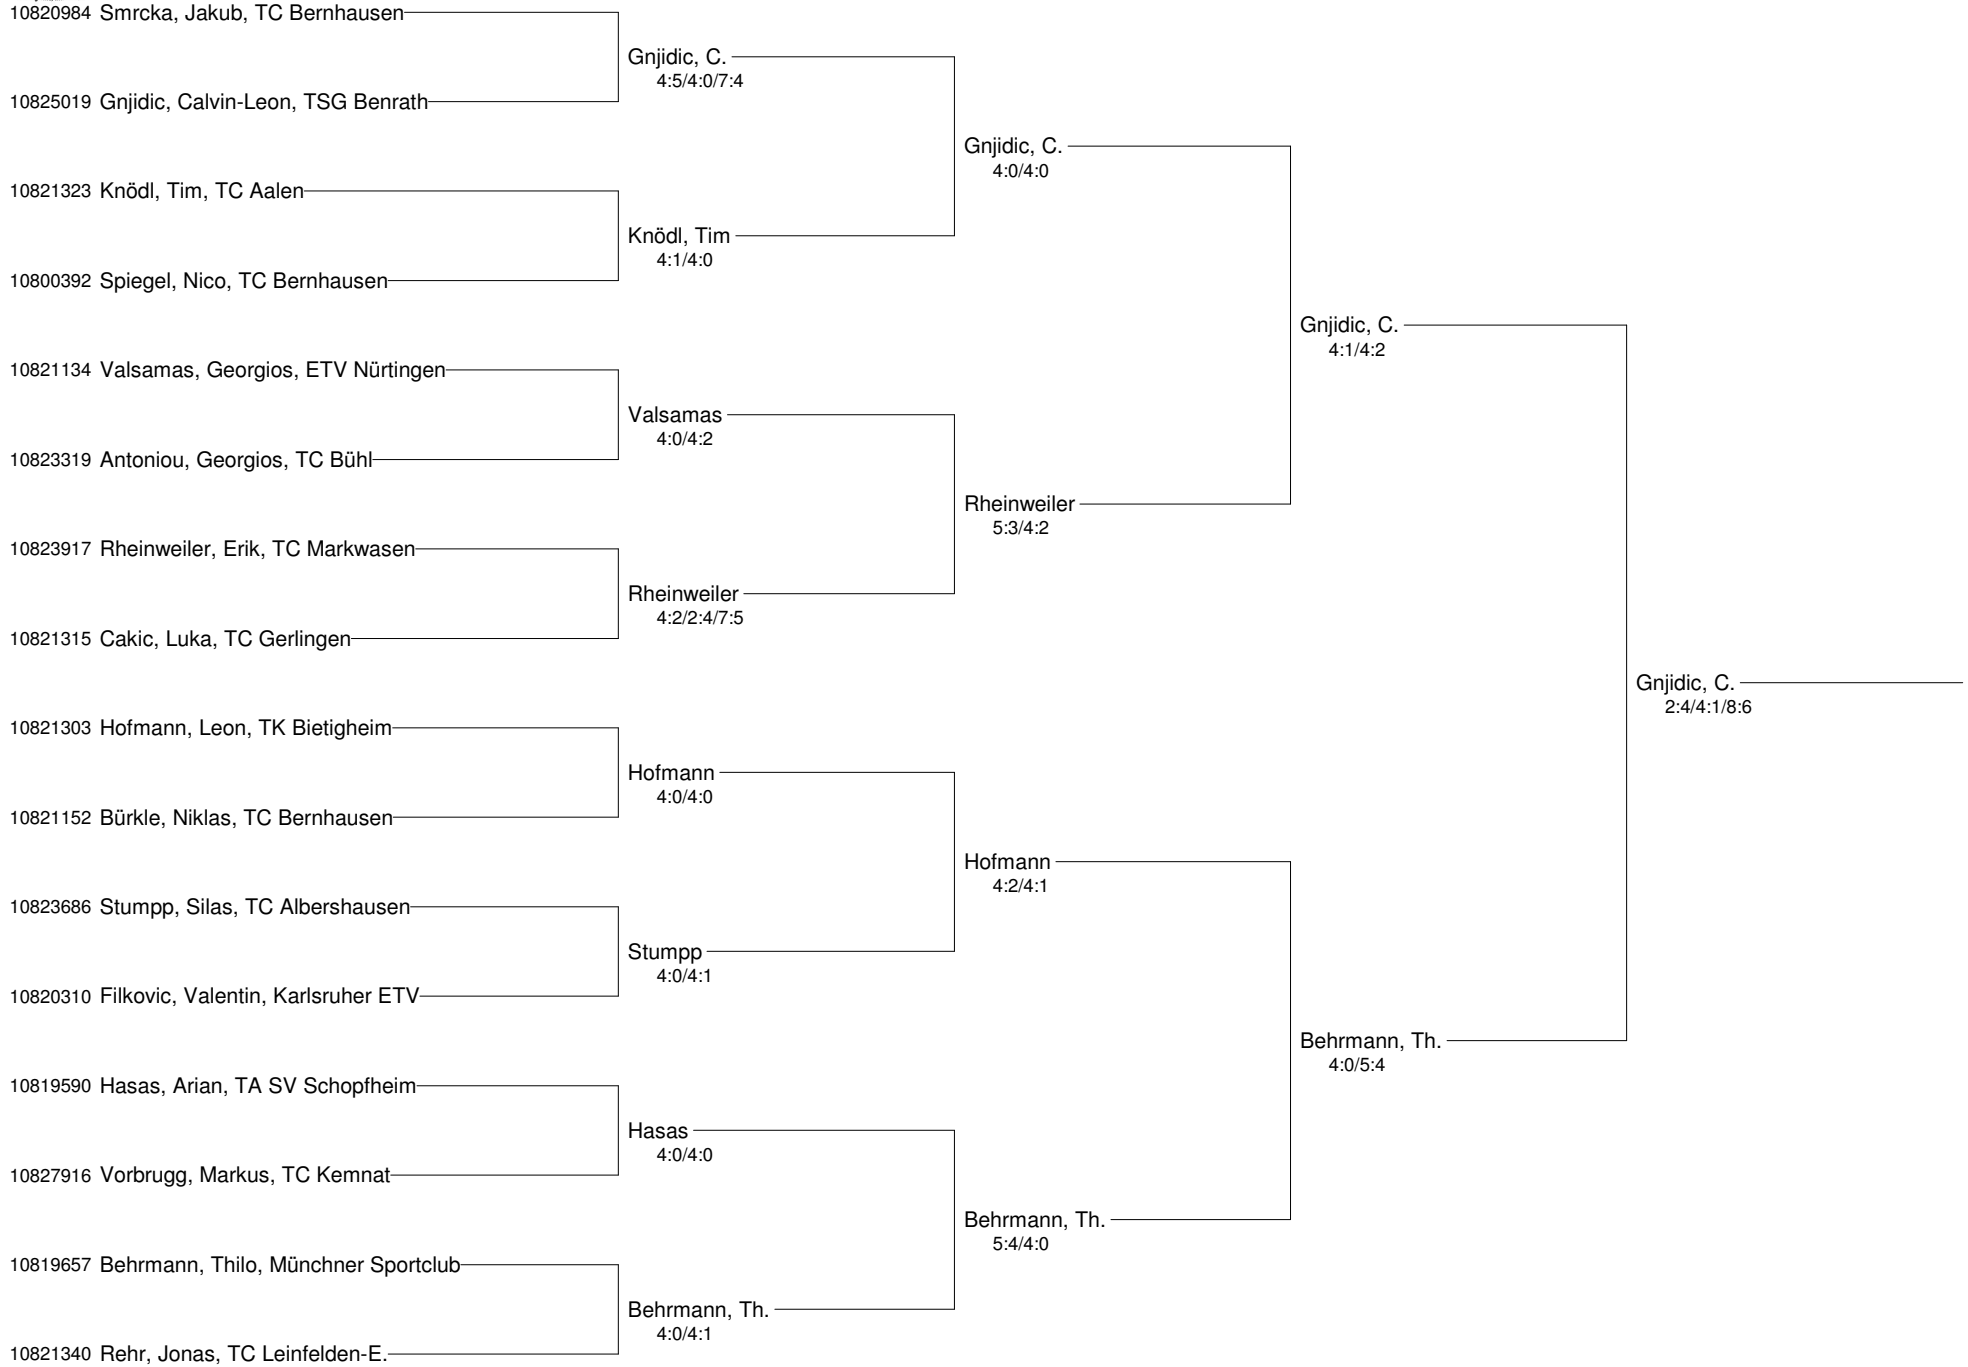 10820984 Smrcka, Jakub, TC Bernhausen
Gnjidic, C.
4:5/4:0/7:4
10825019 Gnjidic, Calvin-Leon, TSG Benrath
Gnjidic, C.
4:0/4:0
10821323 Knödl, Tim, TC Aalen
Knödl, Tim
4:1/4:0
10800392 Spiegel, Nico, TC Bernhausen
Gnjidic, C.
4:1/4:2
10821134 Valsamas, Georgios, ETV Nürtingen
Valsamas
4:0/4:2
10823319 Antoniou, Georgios, TC Bühl
Rheinweiler
5:3/4:2
10823917 Rheinweiler, Erik, TC Markwasen
Rheinweiler
4:2/2:4/7:5
10821315 Cakic, Luka, TC Gerlingen
Gnjidic, C.
2:4/4:1/8:6
10821303 Hofmann, Leon, TK Bietigheim
Hofmann
4:0/4:0
10821152 Bürkle, Niklas, TC Bernhausen
Hofmann
4:2/4:1
10823686 Stumpp, Silas, TC Albershausen
Stumpp
4:0/4:1
10820310 Filkovic, Valentin, Karlsruher ETV
Behrmann, Th.
4:0/5:4
10819590 Hasas, Arian, TA SV Schopfheim
Hasas
4:0/4:0
10827916 Vorbrugg, Markus, TC Kemnat
Behrmann, Th.
5:4/4:0
10819657 Behrmann, Thilo, Münchner Sportclub
Behrmann, Th.
4:0/4:1
10821340 Rehr, Jonas, TC Leinfelden-E.